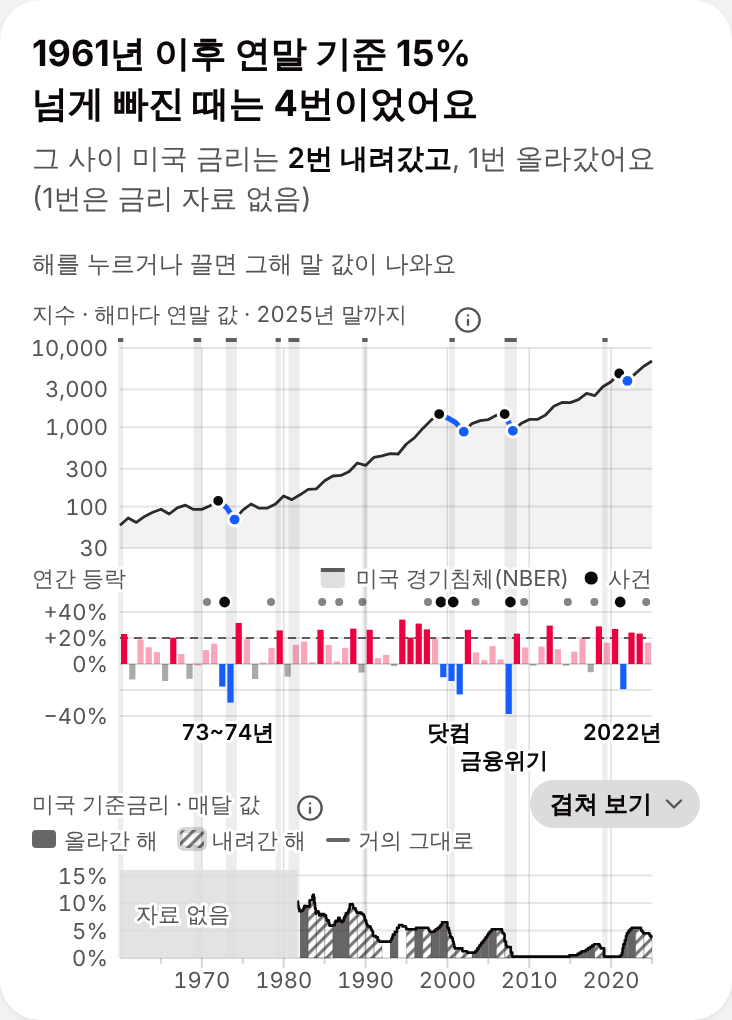 1961년 이후 연말 기준 15%
넘게 빠진 때는 4번이었어요
그 사이 미국 금리는 2번 내려갔고, 1번 올라갔어요
(1번은 금리 자료 없음)
해를 누르거나 끌면 그해 말 값이 나와요
지수 · 해마다 연말 값 · 2025년 말까지
10,000
3,000
1,000
300
100
30
연간 등락 미국 경기침체(NBER) 사건
+40%
+20%
0%
−40%
73~74년 닷컴 2022년
금융위기
미국 기준금리 · 매달 값 겹쳐 보기
올라간 해 내려간 해 거의 그대로
15%
10%
자료 없음
5%
0%
1970 1980 1990 2000 2010 2020